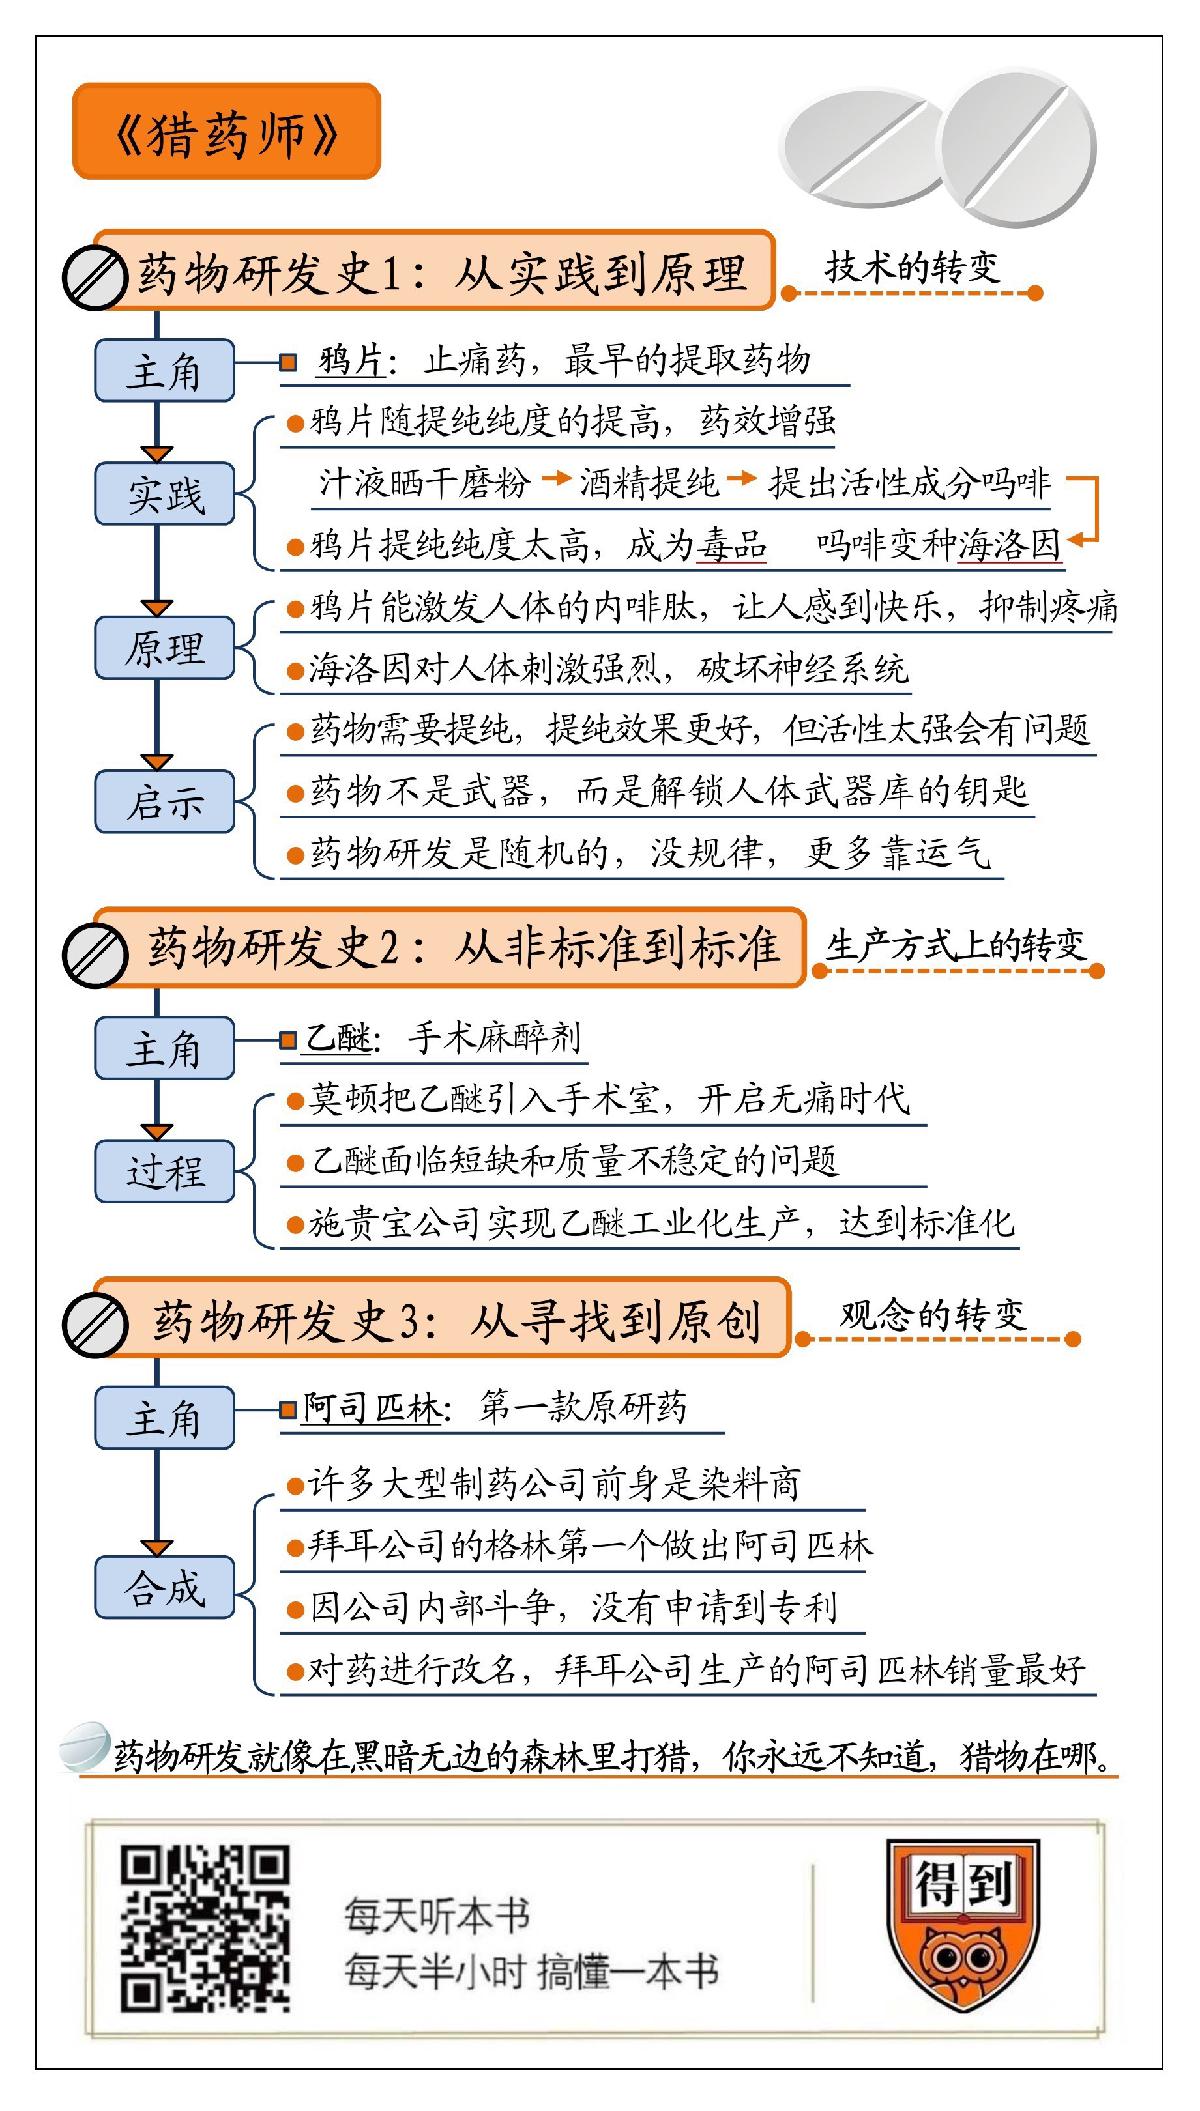 《猎药师》
药物研发史1：从实践到原理
技术的转变
主角
鸦片：止痛药，最早的提取药物
实践
鸦片随提纯纯度的提高，药效增强
汁液晒干磨粉 酒精提纯 提出活性成分吗啡
鸦片提纯纯度太高，成为毒品 吗啡变种海洛因
原理
鸦片能激发人体的内啡肽，让人感到快乐，抑制疼痛
海洛因对人体刺激强烈，破坏神经系统
启示
药物需要提纯，提纯效果更好，但活性太强会有问题
药物不是武器，而是解锁人体武器库的钥匙
药物研发是随机的，没规律，更多靠运气
药物研发史2：从非标准到标准
生产方式上的转变
主角
乙醚：手术麻醉剂
过程
莫顿把乙醚引入手术室，开启无痛时代
乙醚面临短缺和质量不稳定的问题
施贵宝公司实现乙醚工业化生产，达到标准化
药物研发史3：从寻找到原创
观念的转变
主角
阿司匹林：第一款原研药
合成
许多大型制药公司前身是染料商
拜耳公司的格林第一个做出阿司匹林
因公司内部斗争，没有申请到专利
对药进行改名，拜耳公司生产的阿司匹林销量最好
药物研发就像在黑暗无边的森林里打猎，你永远不知道，猎物在哪。
每天听本书
每天半小时 搞懂一本书
得到